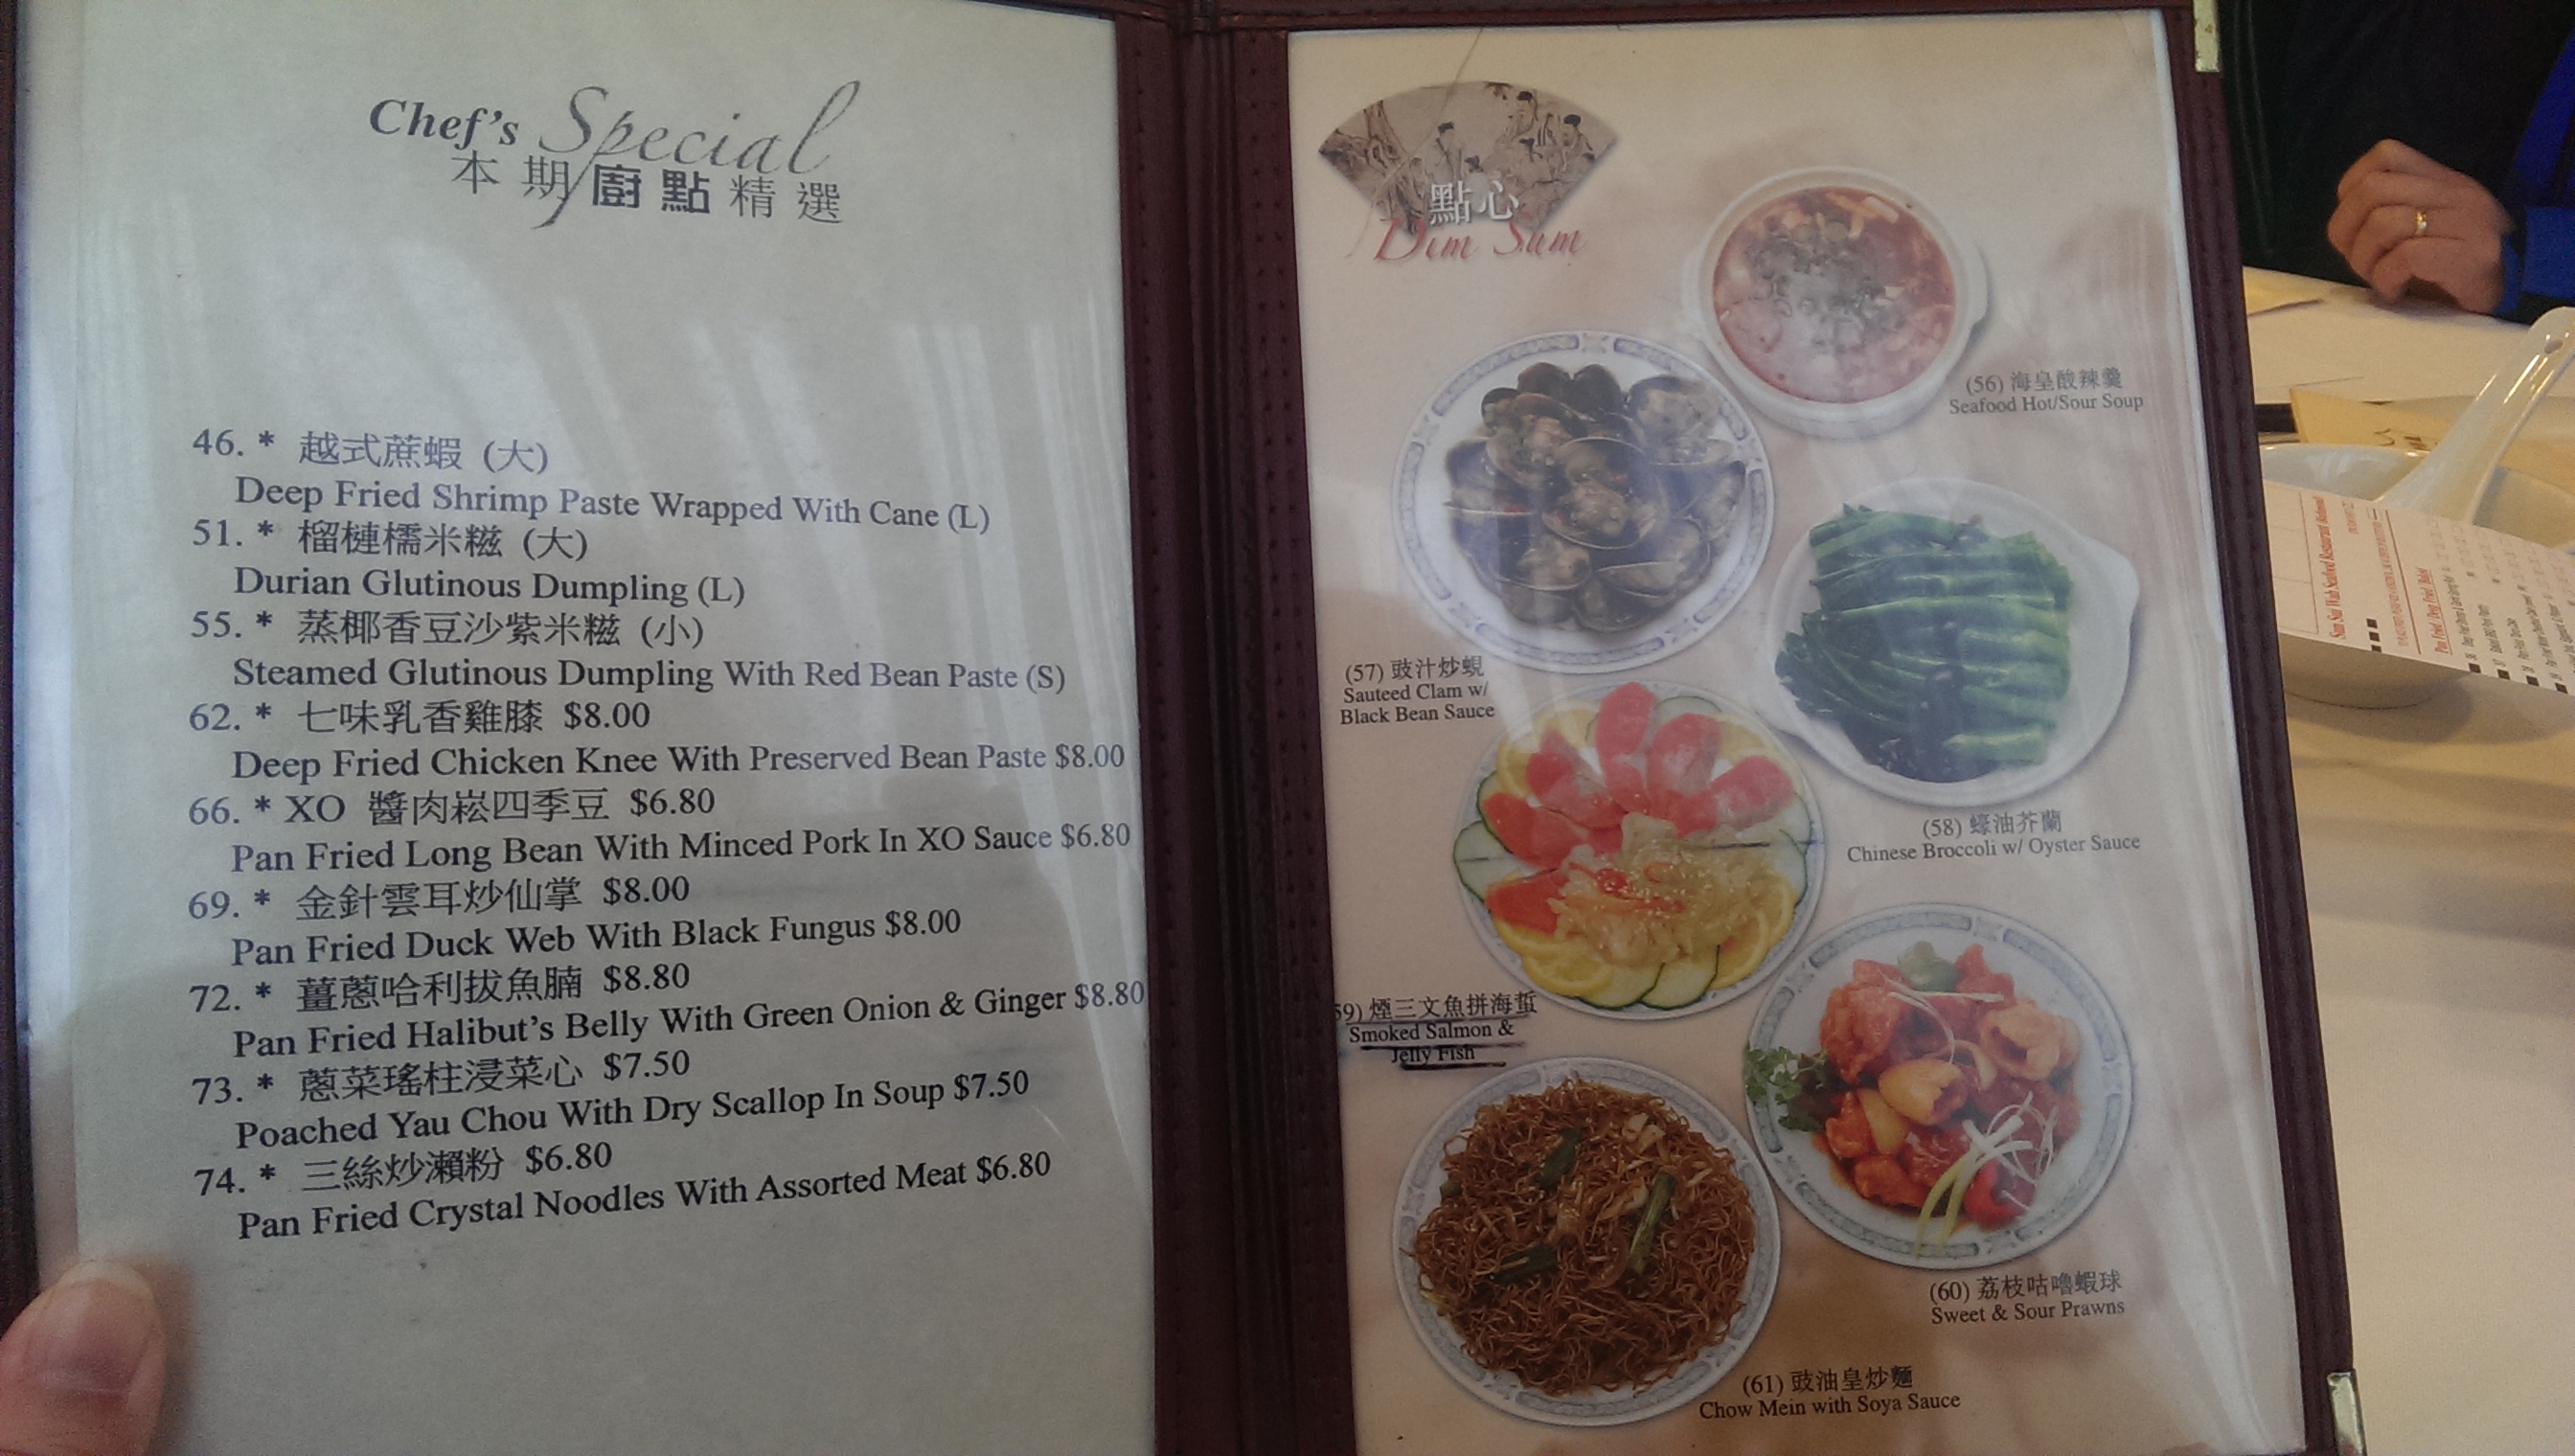 Chef's Special
本期廚點精選
46. * 越式蔗蝦 (大)
Deep Fried Shrimp Paste Wrapped With Cane (L)
51. * 榴槤糯米糍 (大)
Durian Glutinous Dumpling (L)
55. * 蒸椰香豆沙紫米糍 (小)
Steamed Glutinous Dumpling With Red Bean Paste (S)
62. * 七味乳香雞膝 $8.00
Deep Fried Chicken Knee With Preserved Bean Paste $8.00
66. * XO 醬肉崧四季豆 $6.80
Pan Fried Long Bean With Minced Pork In XO Sauce $6.80
69. * 金針雲耳炒仙掌 $8.00
Pan Fried Duck Web With Black Fungus $8.00
72. * 薑蔥哈利拔魚腩 $8.80
Pan Fried Halibut's Belly With Green Onion & Ginger $8.80
73. * 蔥菜瑤柱浸菜心 $7.50
Poached Yau Chou With Dry Scallop In Soup $7.50
74. * 三絲炒瀨粉 $6.80
Pan Fried Crystal Noodles With Assorted Meat $6.80
點心
Dim Sum
(56) 海皇酸辣羹
Seafood Hot/Sour Soup
(57) 豉汁炒蜆
Sauteed Clam w/
Black Bean Sauce
(58) 蠔油芥蘭
Chinese Broccoli w/ Oyster Sauce
59) 煙三文魚拼海蜇
Smoked Salmon &
Jelly Fish
(60) 荔枝咕嚕蝦球
Sweet & Sour Prawns
(61) 豉油皇炒麵
Chow Mein with Soya Sauce